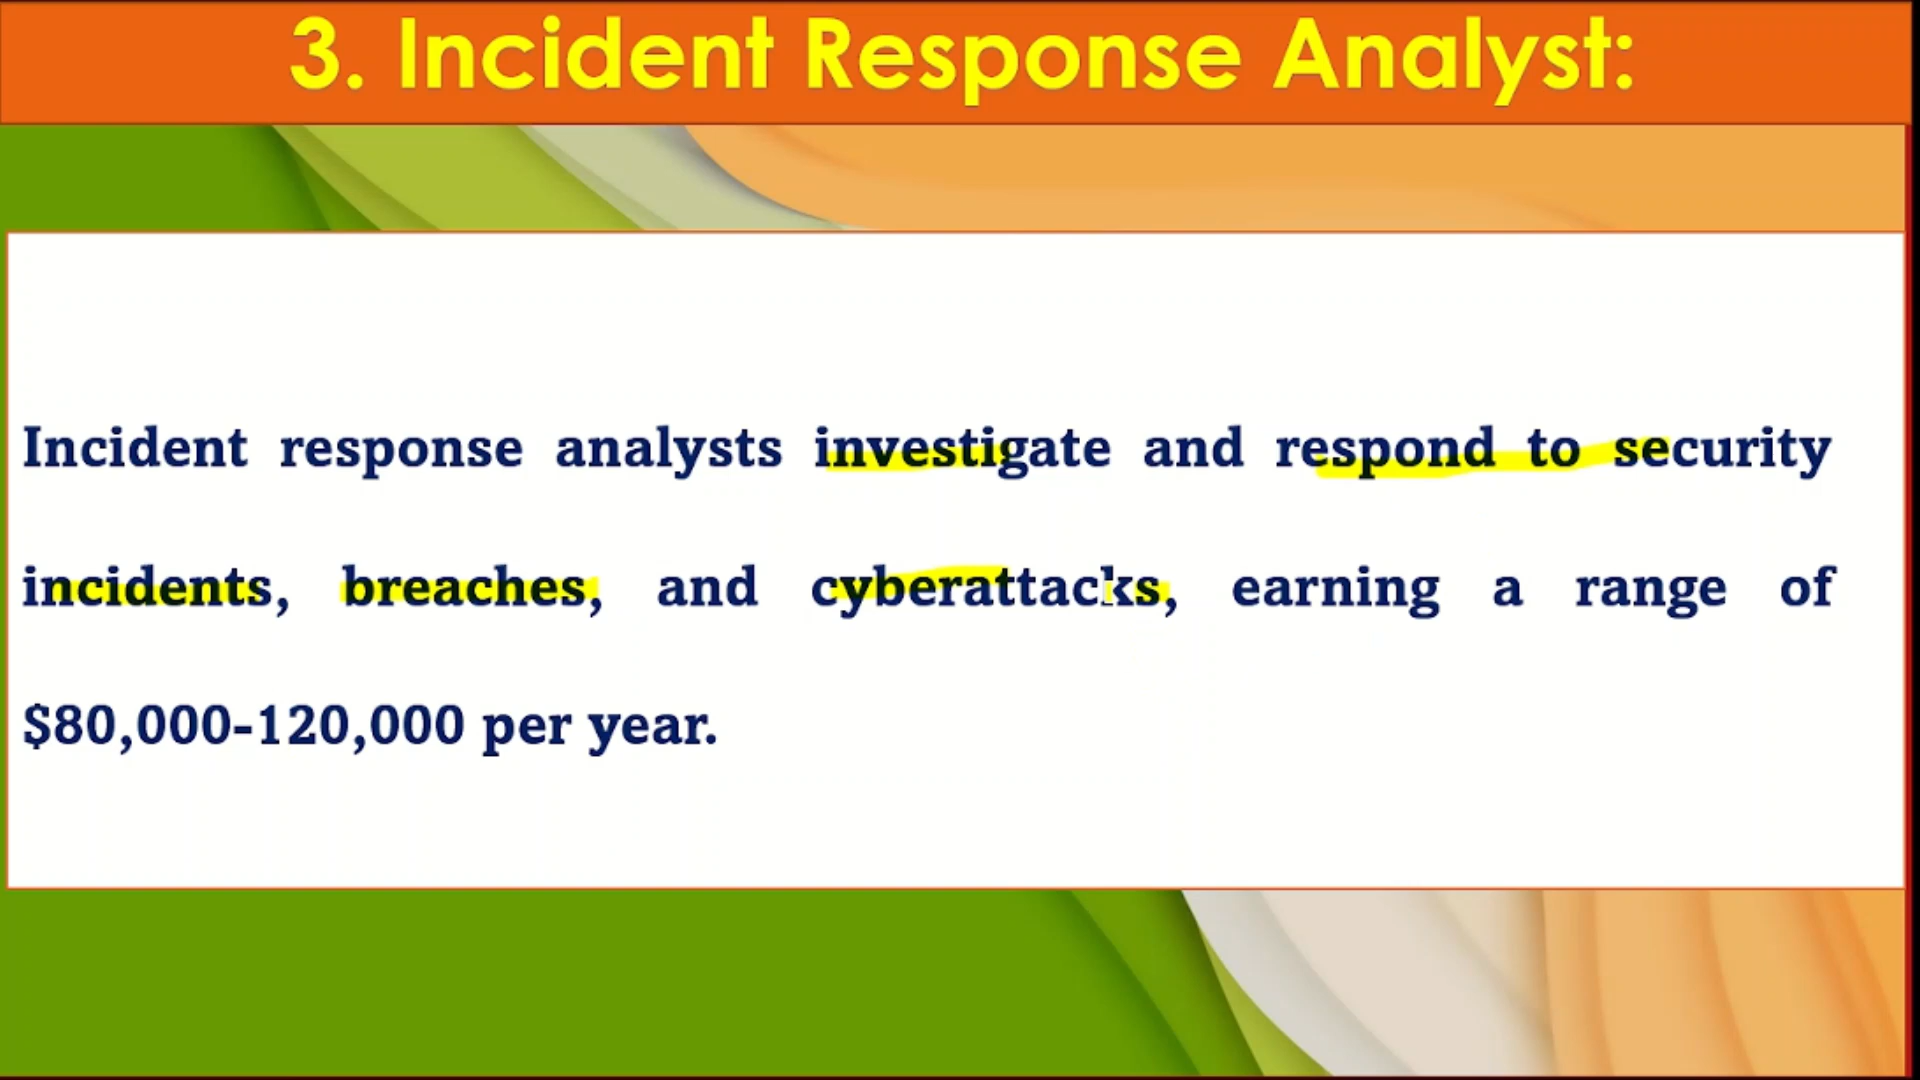 3. Incident Response Analyst:
Incident response analysts investigate and respond to security
incidents, breaches, and cyberattacks, earning a range of
$80,000-120,000 per year.